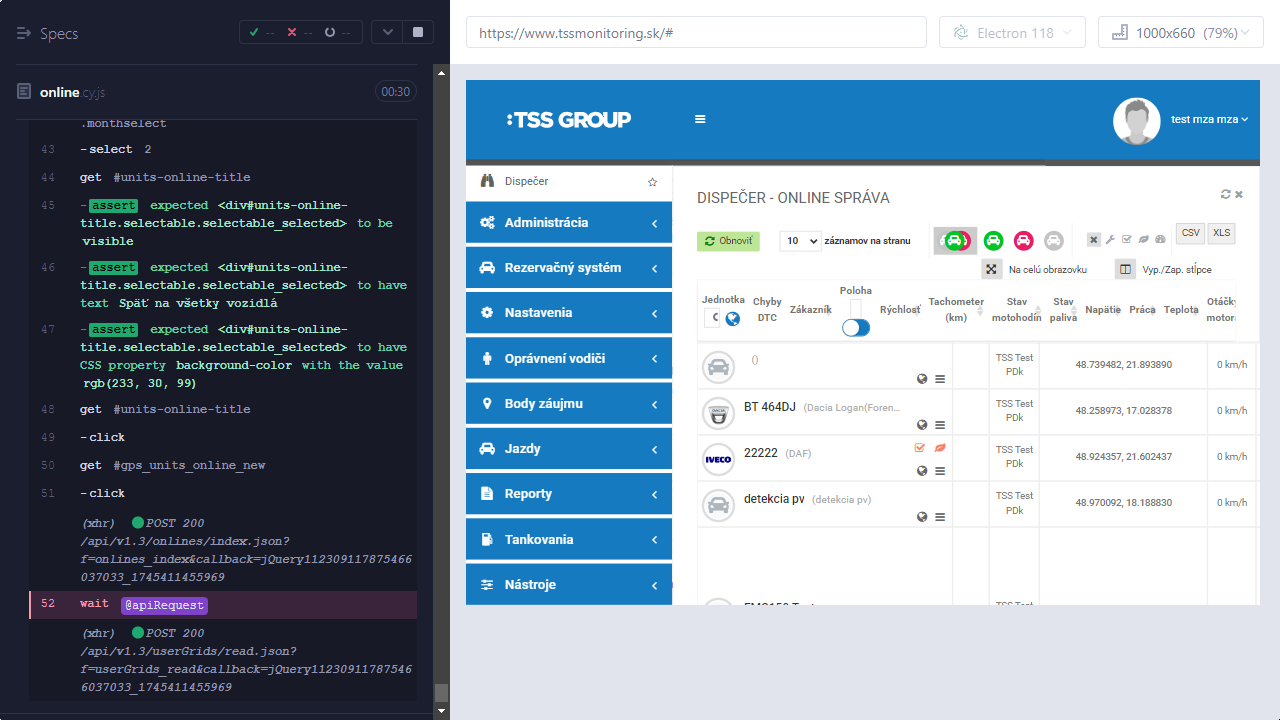 Specs
--
--
--
https://www.tssmonitoring.sk/#
Electron 118
1000x660 (79%)
online.cy.js
00:30
.monthselect
43 -select 2
44 get #units-online-title
45 -assert expected <div#units-online-
title.selectable.selectable_selected> to be
visible
46 -assert expected <div#units-online-
title.selectable.selectable_selected> to have
text Späť na všetky vozidlá
47 -assert expected <div#units-online-
title.selectable.selectable_selected> to have
CSS property background-color with the value
rgb(233, 30, 99)
48 get #units-online-title
49 -click
50 get #gps_units_online_new
51 -click
(xhr) POST 200
/api/v1.3/onlines/index.json?
f=onlines_index&callback=jQuery112309117875466
037033_1745411455969
52 wait @apiRequest
(xhr) POST 200
/api/v1.3/userGrids/read.json?
f=userGrids_read&callback=jQuery11230911787546
6037033_1745411455969
:TSS GROUP
test mza mza
Dispečer
Administrácia
Rezervačný systém
Nastavenia
Oprávnení vodiči
Body záujmu
Jazdy
Reporty
Tankovania
Nástroje
DISPEČER - ONLINE SPRÁVA
Obnoviť
10
záznamov na stranu
CSV
XLS
Na celú obrazovku
Vyp./Zap. stĺpce
Jednotka
Chyby
DTC
Zákazník
Poloha
Rýchlosť
Tachometer
(km)
Stav
motohodín
Stav
paliva
Napätie
Práca
Teplota
Otáčky
motora
()
TSS Test
PDk
48.739482, 21.893890
0 km/h
BT 464DJ (Dacia Logan(Foren...
TSS Test
PDk
48.258973, 17.028378
0 km/h
IVECO
22222 (DAF)
TSS Test
PDk
48.924357, 21.602437
0 km/h
detekcia pv (detekcia pv)
TSS Test
PDk
48.970092, 18.188830
0 km/h
TSS Test